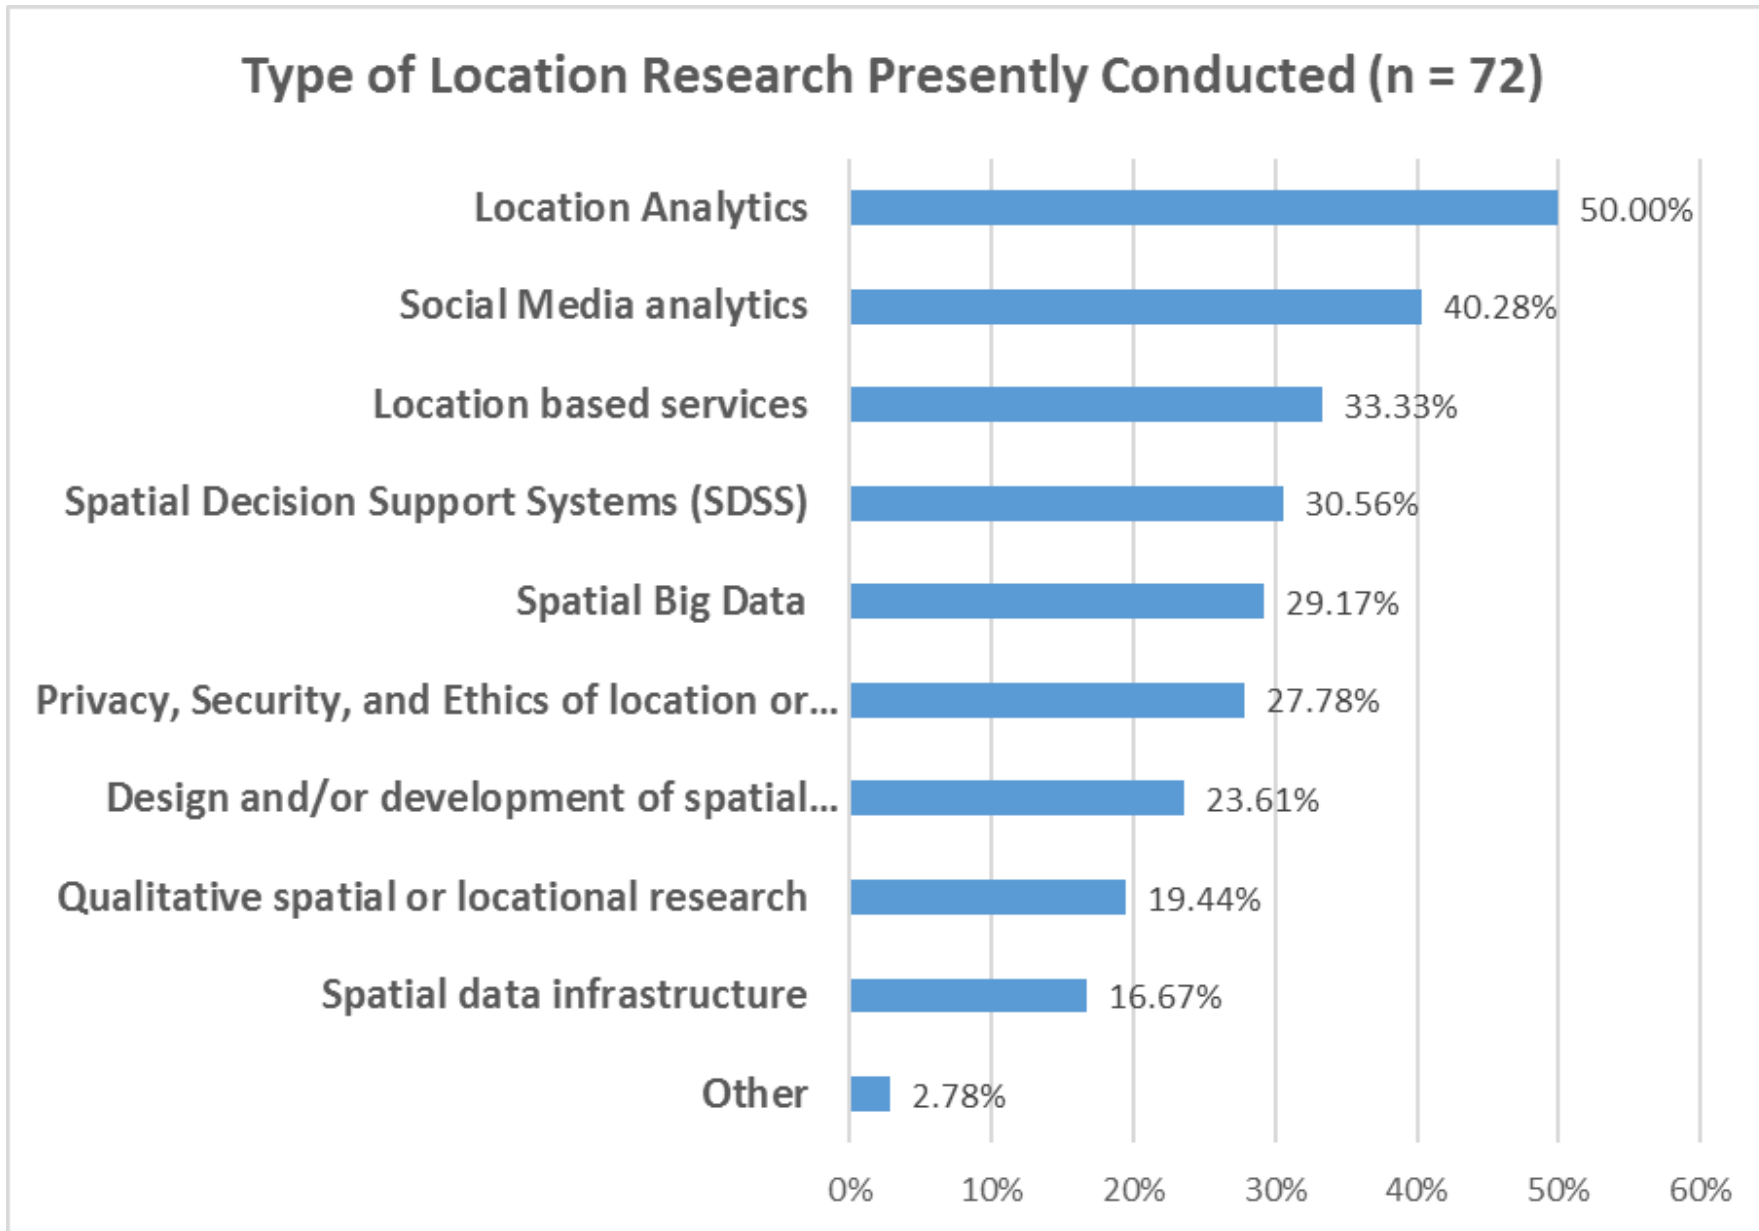 Type of Location Research Presently Conducted (n = 72)
Location Analytics 50.00%
Social Media analytics 40.28%
Location based services 33.33%
Spatial Decision Support Systems (SDSS) 30.56%
Spatial Big Data 29.17%
Privacy, Security, and Ethics of location or... 27.78%
Design and/or development of spatial... 23.61%
Qualitative spatial or locational research 19.44%
Spatial data infrastructure 16.67%
Other 2.78%
0% 10% 20% 30% 40% 50% 60%